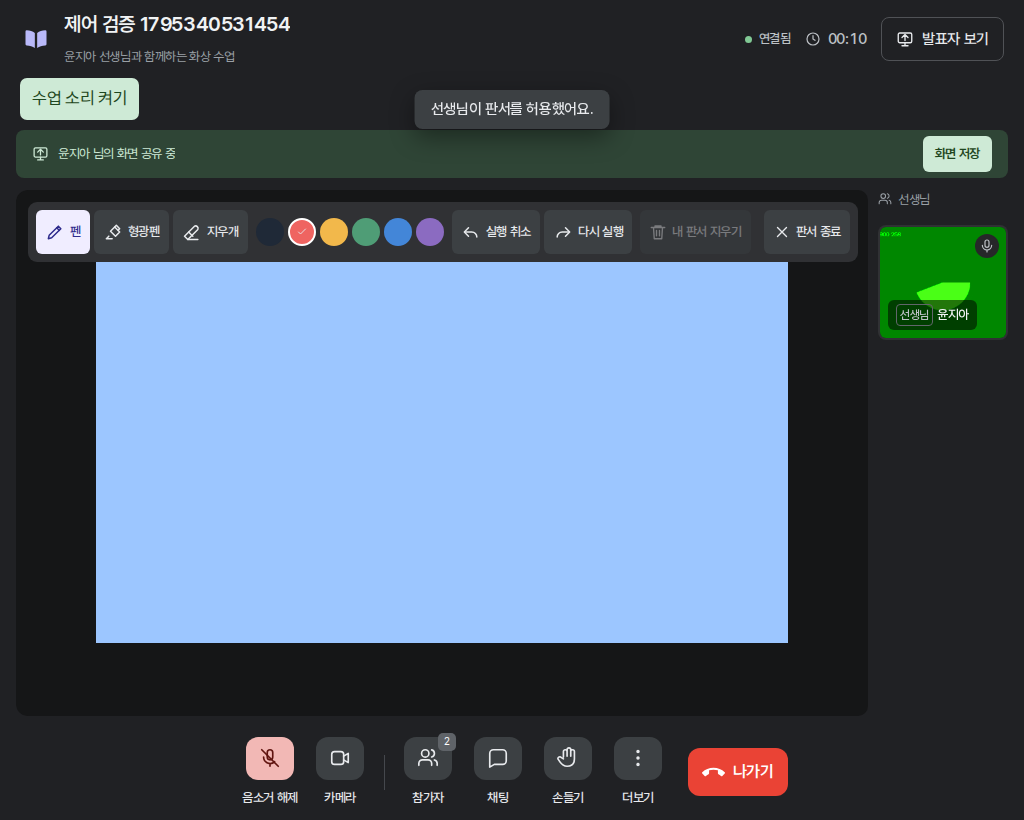 제어 검증 1795340531454
윤지아 선생님과 함께하는 화상 수업
연결됨
00:10
발표자 보기
수업 소리 켜기
선생님이 판서를 허용했어요.
윤지아 님의 화면 공유 중
화면 저장
펜
형광펜
지우개
실행 취소
다시 실행
내 판서 지우기
판서 종료
선생님
선생님 윤지아
음소거 해제
카메라
2
참가자
채팅
손들기
더보기
나가기